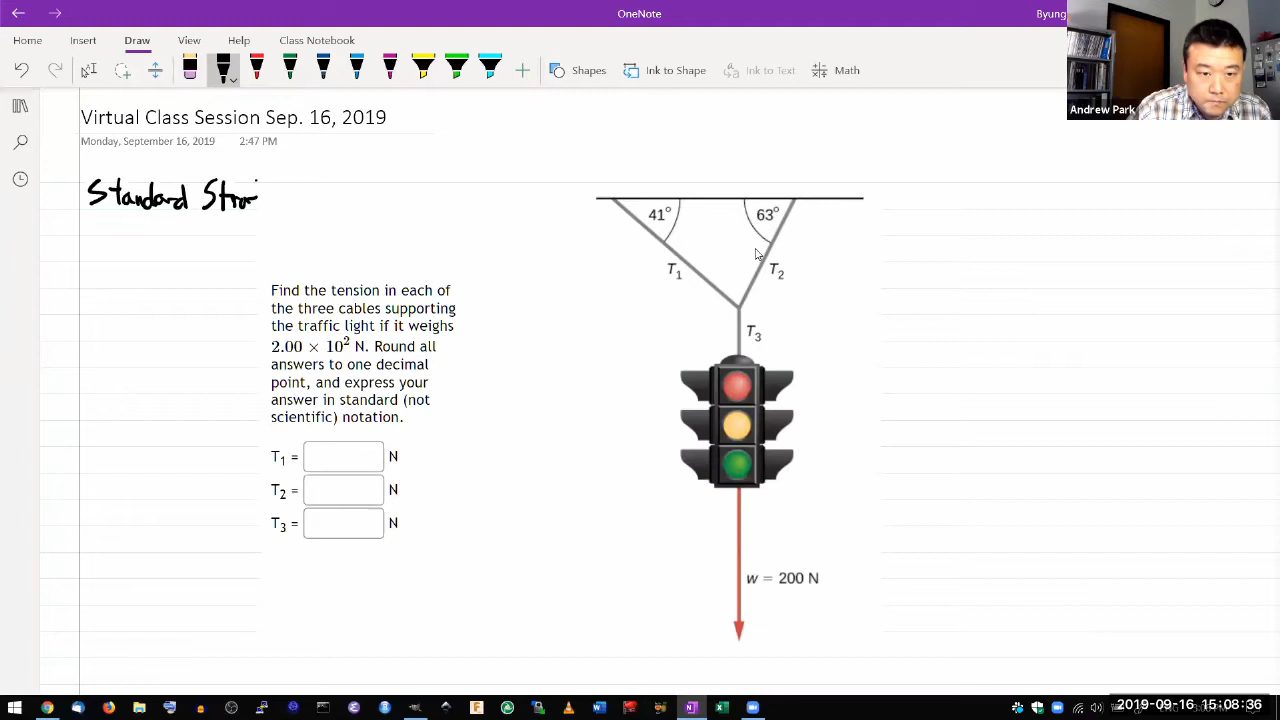 OneNote
Byung
Home Insert Draw View Help Class Notebook
Shapes Ink to Shape Ink to Text Math
Andrew Park
Virtual Class Session Sep. 16, 2019
Monday, September 16, 2019 2:47 PM
Standard
41° 63°
T1 T2
T3
Find the tension in each of
the three cables supporting
the traffic light if it weighs
2.00 × 10² N. Round all
answers to one decimal
point, and express your
answer in standard (not
scientific) notation.
T1 = N
T2 = N
T3 = N
w = 200 N
2019-09-16 15:08:36